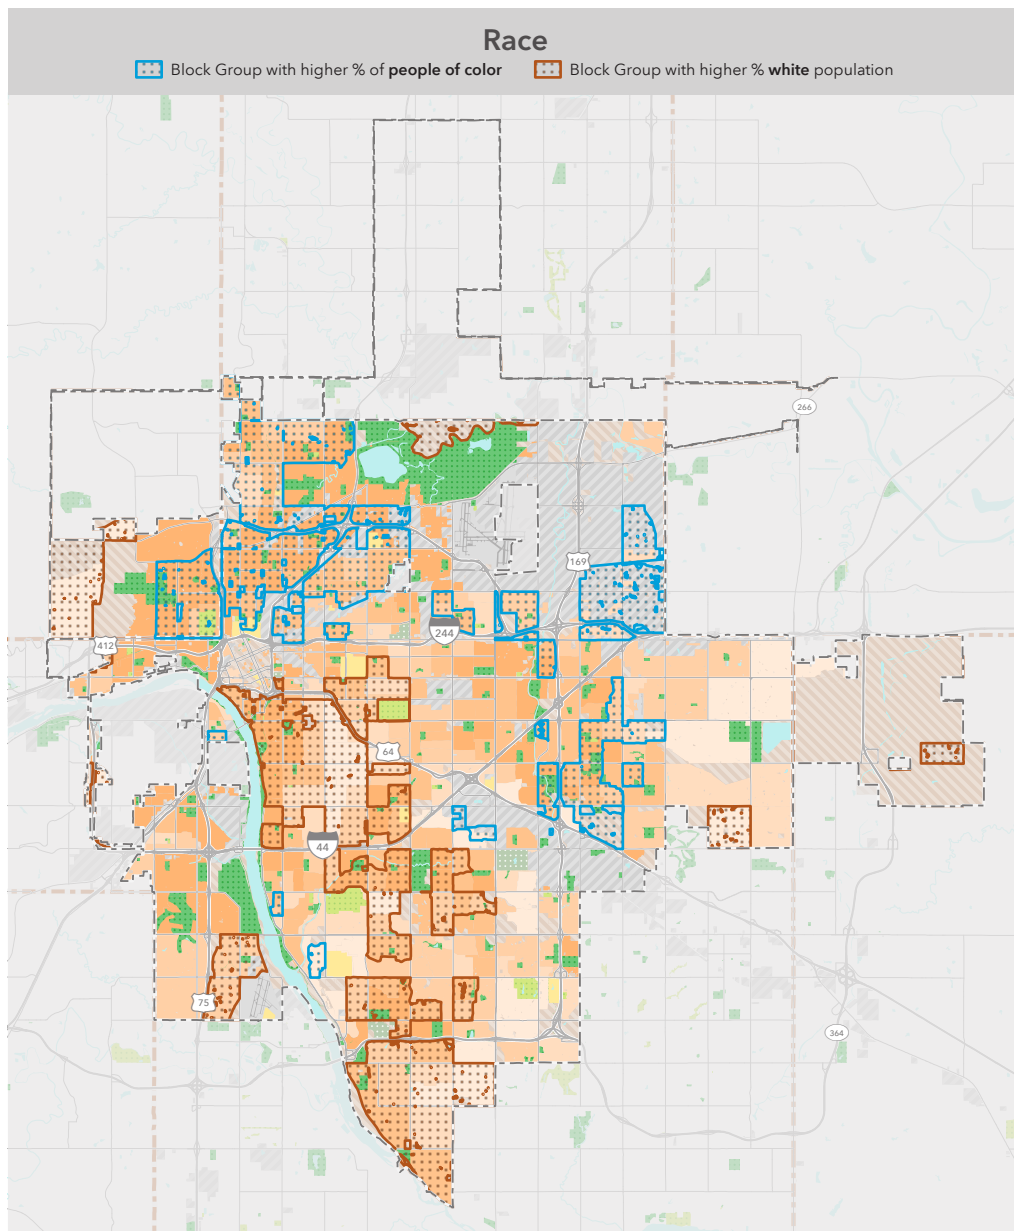 Race
Block Group with higher % of people of color
Block Group with higher % white population
266
169
412
244
64
44
75
364